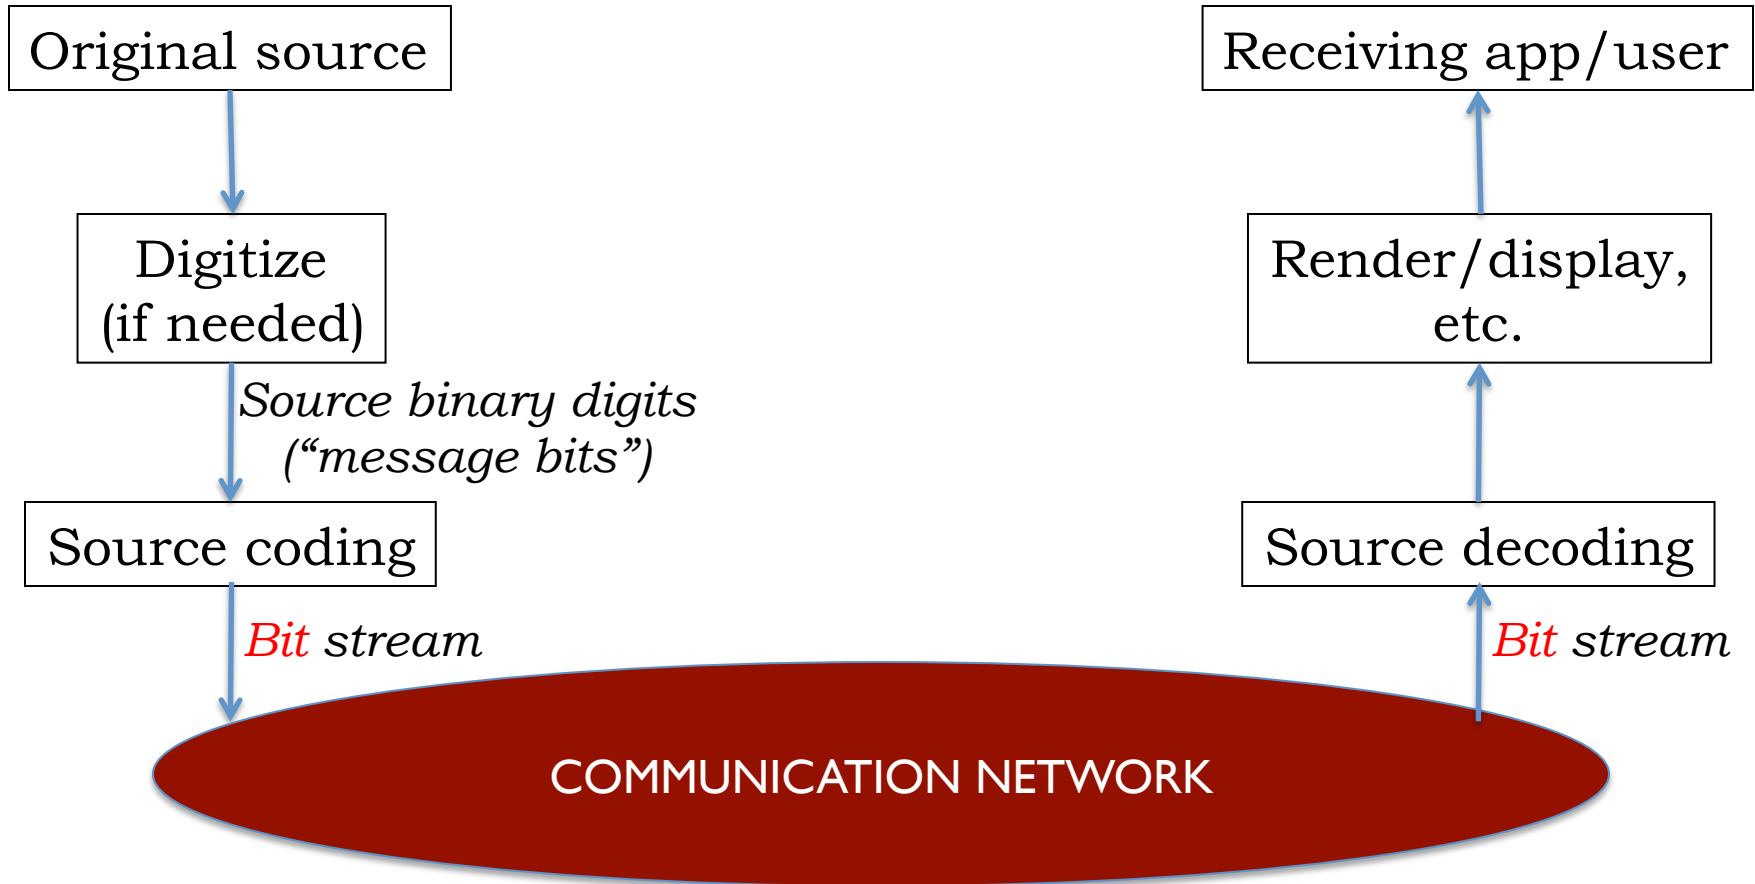 Original source
Digitize
(if needed)
Source binary digits
(“message bits”)
Source coding
Bit stream
COMMUNICATION NETWORK
Receiving app/user
Render/display,
etc.
Source decoding
Bit stream